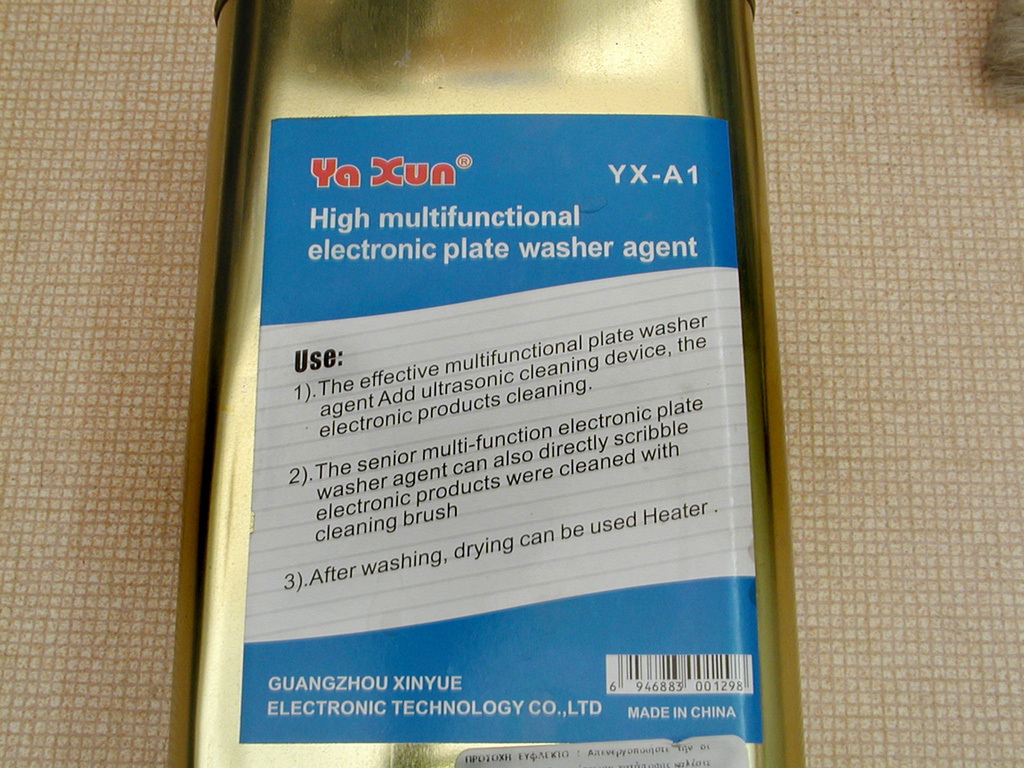 Ya Xun®
YX-A1
High multifunctional
electronic plate washer agent
Use:
1).The effective multifunctional plate washer
agent Add ultrasonic cleaning device, the
electronic products cleaning.
2).The senior multi-function electronic plate
washer agent can also directly scribble
electronic products were cleaned with
cleaning brush
3).After washing, drying can be used Heater .
GUANGZHOU XINYUE
ELECTRONIC TECHNOLOGY CO.,LTD
6 946883 001298
MADE IN CHINA
ΠΡΟΣΟΧΗ ΕΥΦΛΕΚΤΟ : Απενεργοποιήστε την οι